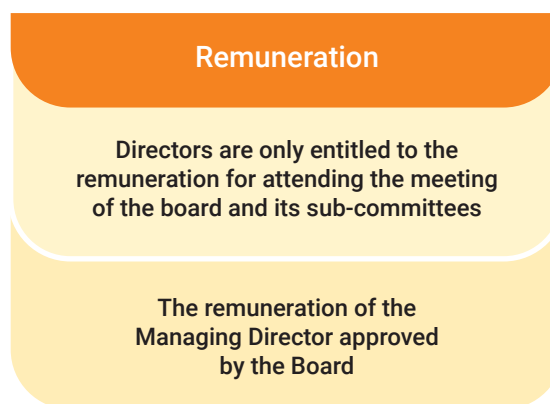 Remuneration
Directors are only entitled to the
remuneration for attending the meeting
of the board and its sub-committees
The remuneration of the
Managing Director approved
by the Board